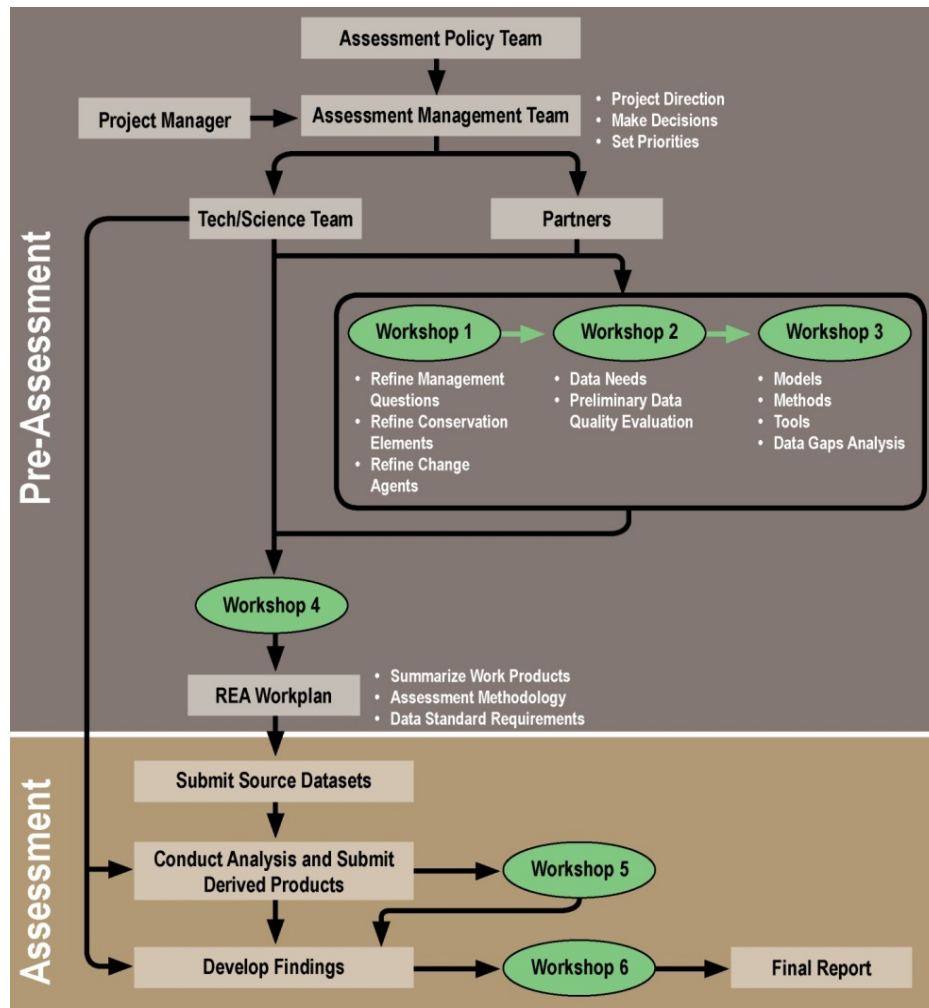 Pre-Assessment
Assessment Policy Team
Project Manager
Assessment Management Team
• Project Direction
• Make Decisions
• Set Priorities
Tech/Science Team
Partners
Workshop 1
• Refine Management
Questions
• Refine Conservation
Elements
• Refine Change
Agents
Workshop 2
• Data Needs
• Preliminary Data
Quality Evaluation
Workshop 3
• Models
• Methods
• Tools
• Data Gaps Analysis
Workshop 4
REA Workplan
• Summarize Work Products
• Assessment Methodology
• Data Standard Requirements
Assessment
Submit Source Datasets
Conduct Analysis and Submit
Derived Products
Workshop 5
Develop Findings
Workshop 6
Final Report